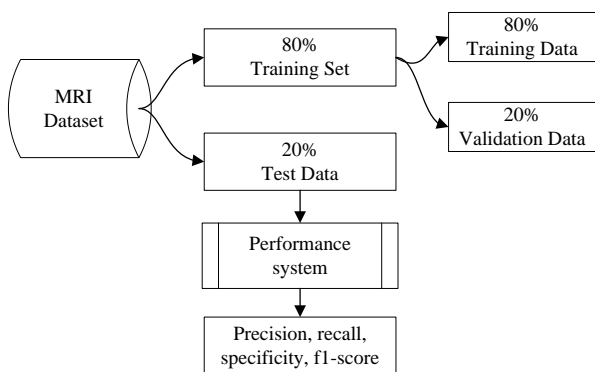 MRI
Dataset
80%
Training Set
80%
Training Data
20%
Validation Data
20%
Test Data
Performance
system
Precision, recall,
specificity, f1-score